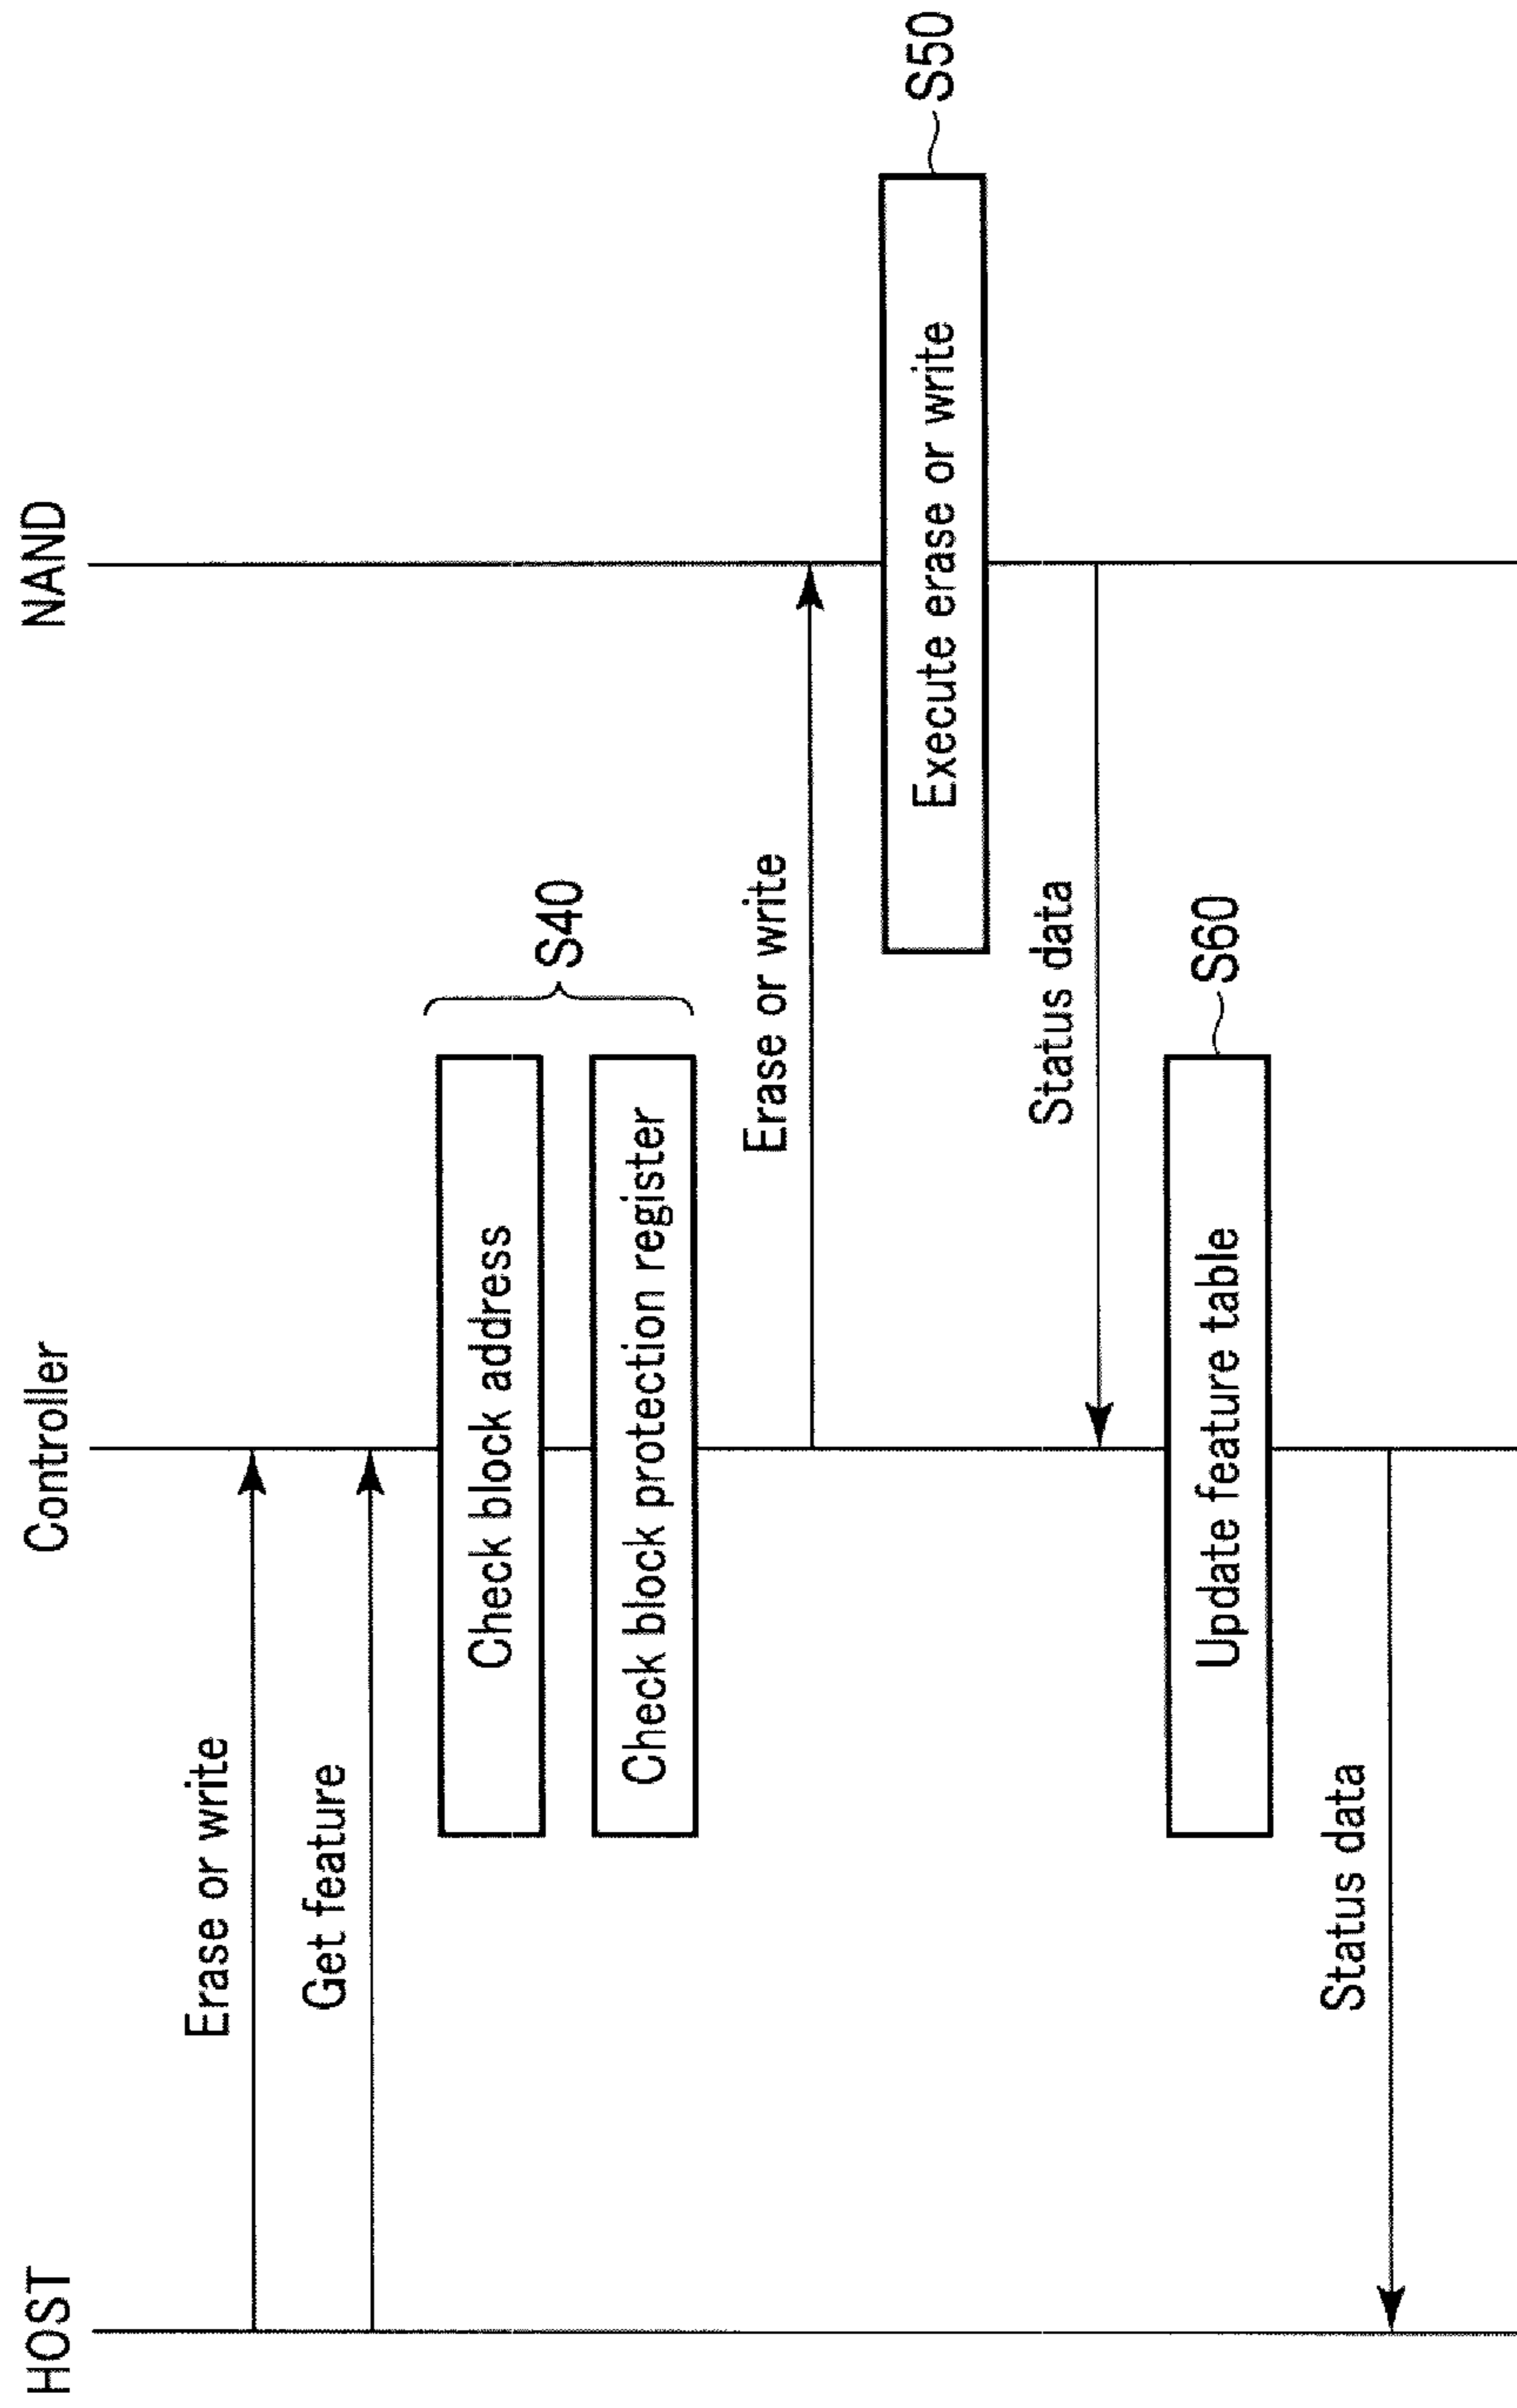 HOST
Controller
NAND
Erase or write
Get feature
Check block address
Check block protection register
S40
Erase or write
Execute erase or write
S50
Status data
Update feature table
S60
Status data